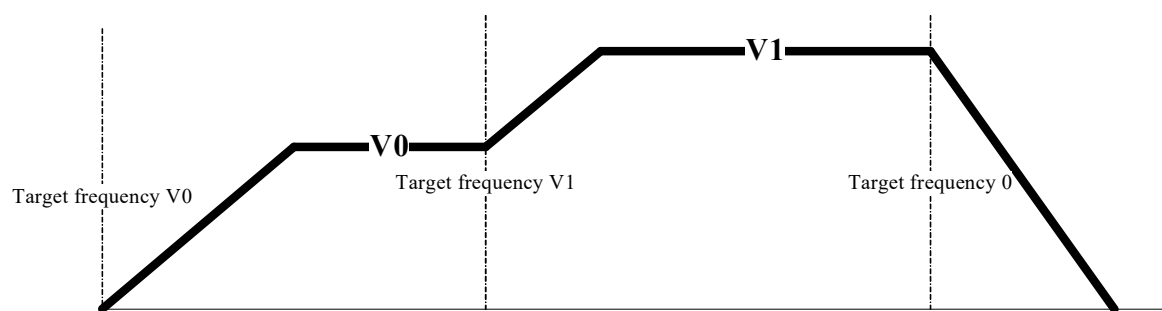 V1
V0
Target frequency V0
Target frequency V1
Target frequency 0